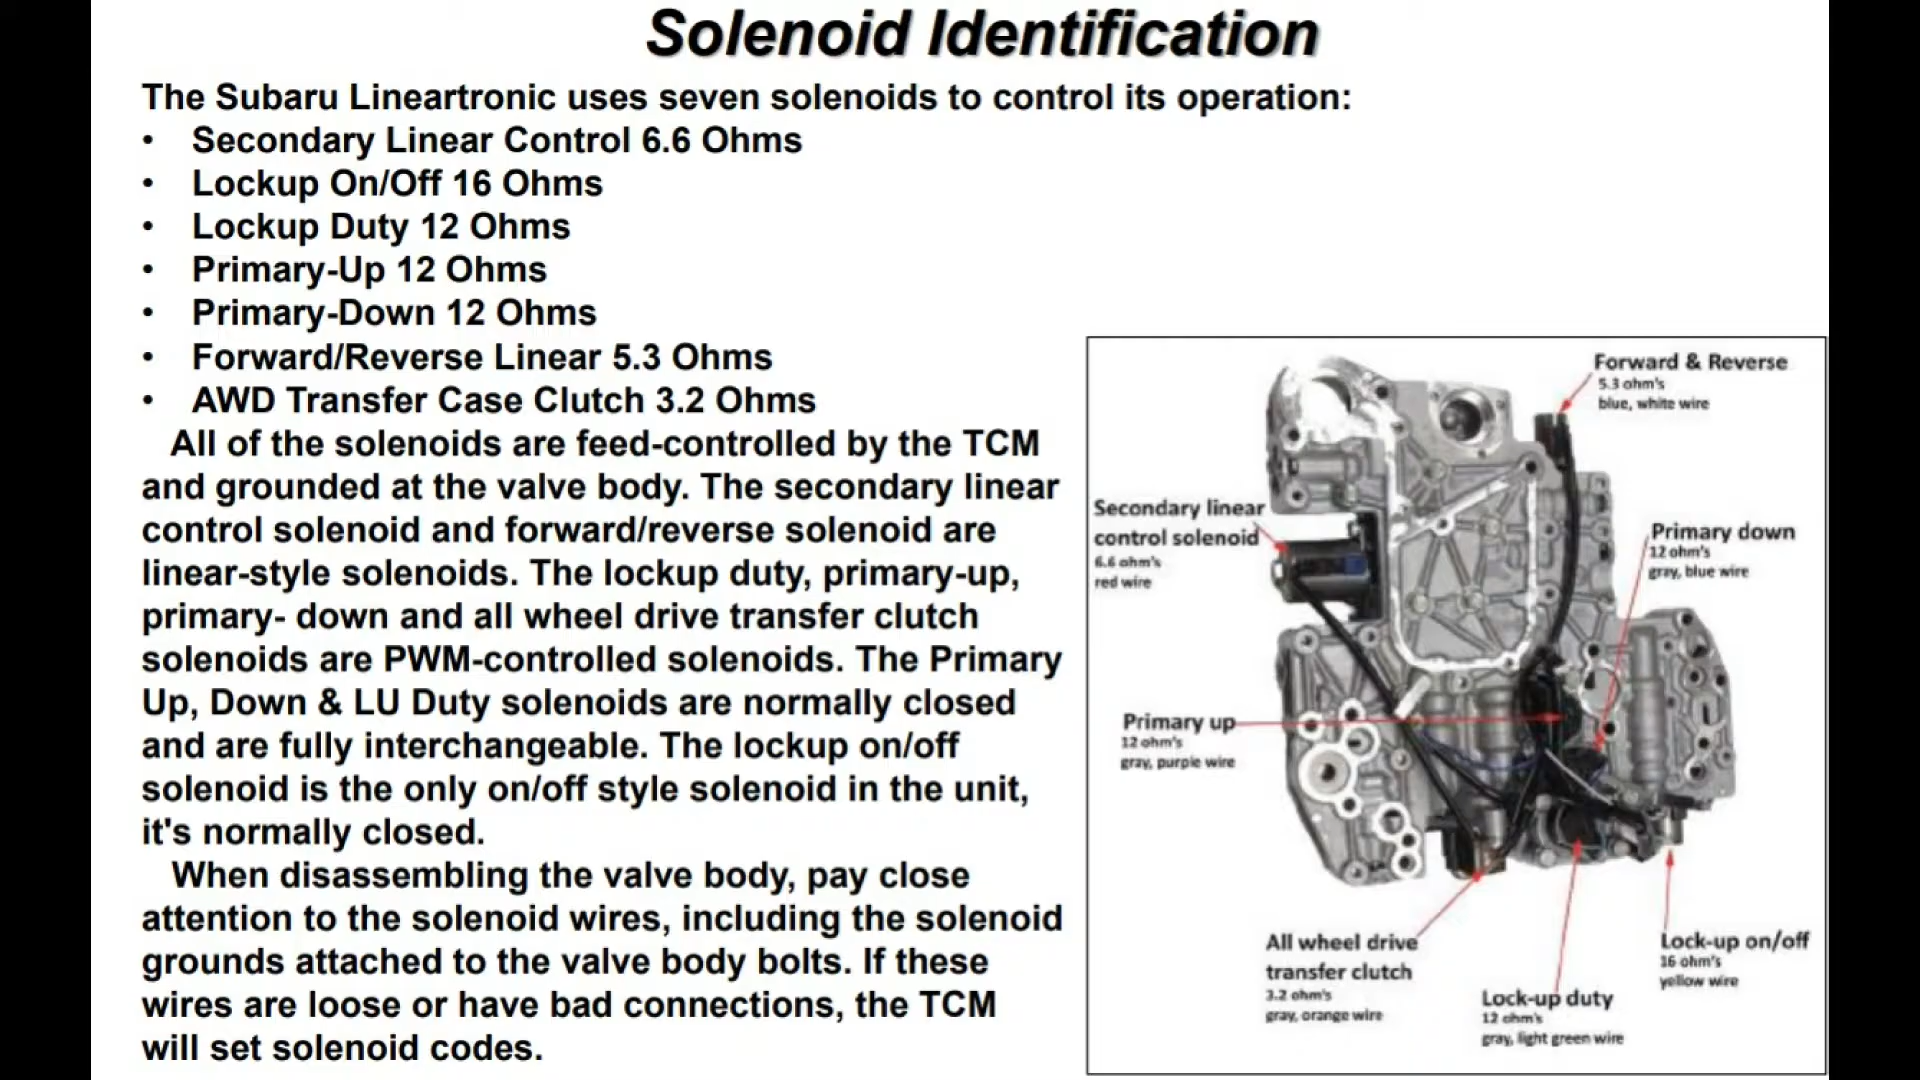 Solenoid Identification
The Subaru Lineartronic uses seven solenoids to control its operation:
• Secondary Linear Control 6.6 Ohms
• Lockup On/Off 16 Ohms
• Lockup Duty 12 Ohms
• Primary-Up 12 Ohms
• Primary-Down 12 Ohms
• Forward/Reverse Linear 5.3 Ohms
• AWD Transfer Case Clutch 3.2 Ohms
All of the solenoids are feed-controlled by the TCM
and grounded at the valve body. The secondary linear
control solenoid and forward/reverse solenoid are
linear-style solenoids. The lockup duty, primary-up,
primary- down and all wheel drive transfer clutch
solenoids are PWM-controlled solenoids. The Primary
Up, Down & LU Duty solenoids are normally closed
and are fully interchangeable. The lockup on/off
solenoid is the only on/off style solenoid in the unit,
it's normally closed.
When disassembling the valve body, pay close
attention to the solenoid wires, including the solenoid
grounds attached to the valve body bolts. If these
wires are loose or have bad connections, the TCM
will set solenoid codes.
Forward & Reverse
5.3 ohm's
blue, white wire
Secondary linear
control solenoid
6.6 ohm's
red wire
Primary down
12 ohm's
gray, blue wire
Primary up
12 ohm's
gray, purple wire
All wheel drive
transfer clutch
3.2 ohm's
gray, orange wire
Lock-up duty
12 ohm's
gray, light green wire
Lock-up on/off
16 ohm's
yellow wire